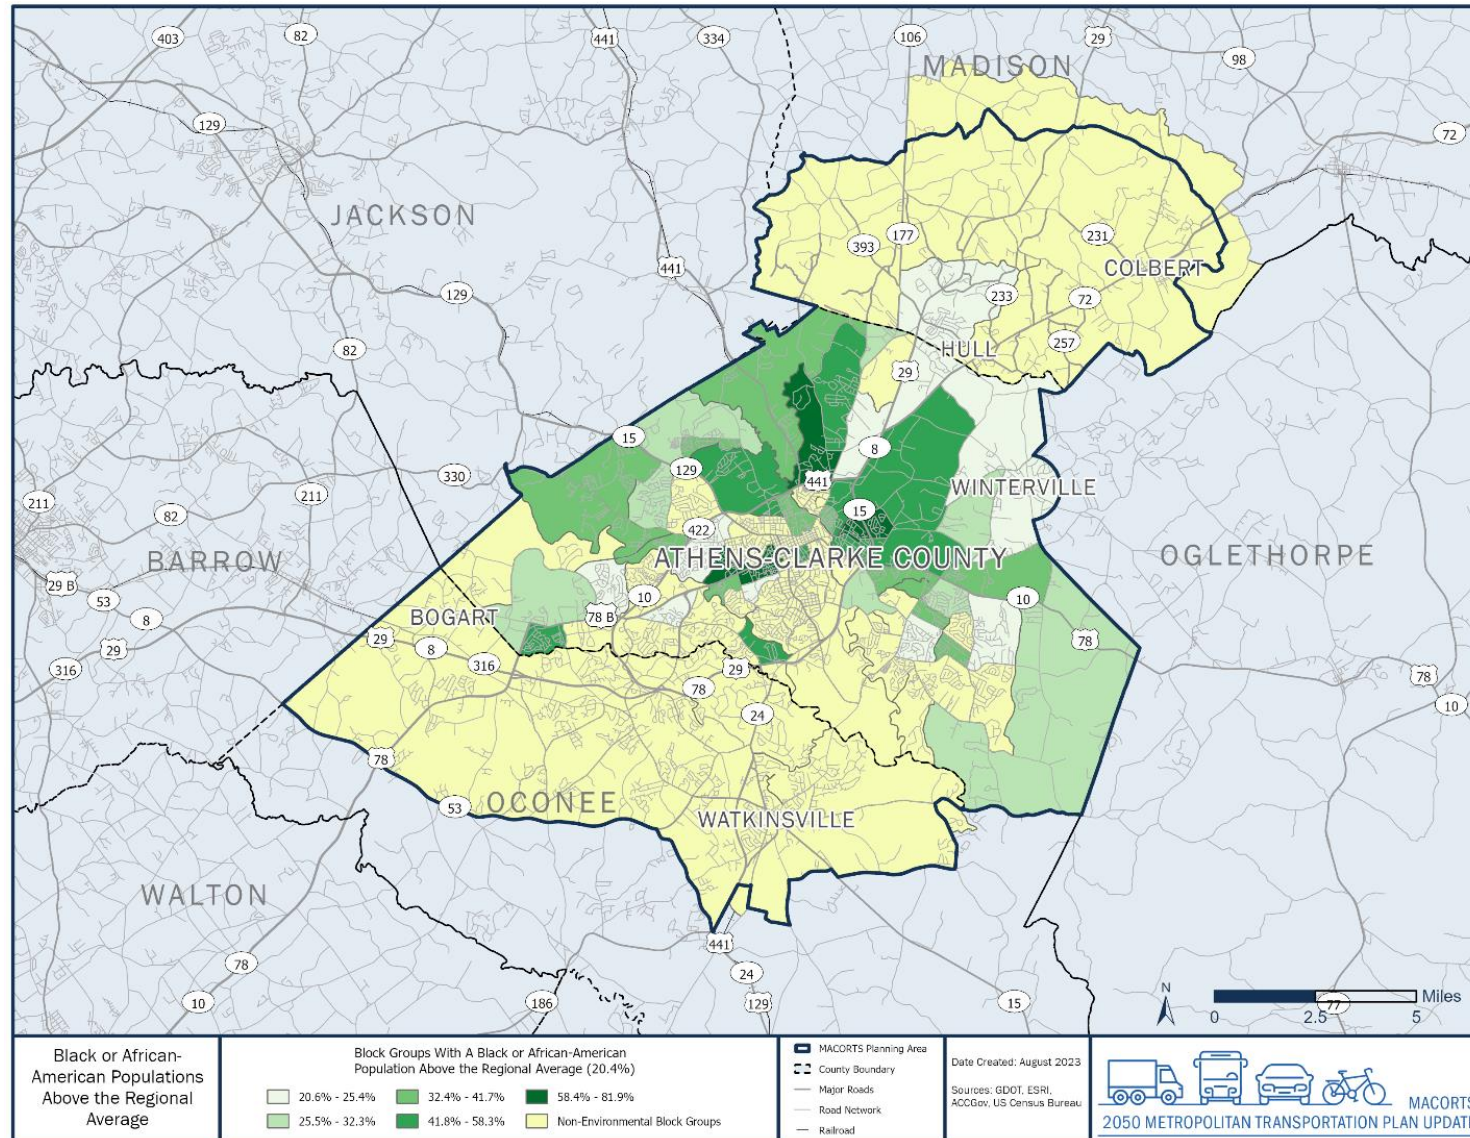 403
82
441
334
106
29
98
MADISON
129
72
JACKSON
393
177
231
441
COLBERT
129
233
72
82
257
HULL
29
15
8
129
330
441
WINTERVILLE
211
211
82
15
422
ATHENS-CLARKE COUNTY
BARROW
OGLETHORPE
29 B
53
10
10
8
BOGART
78 B
29
78
29
8
316
316
29
78
78
24
10
78
OCONEE
53
WATKINSVILLE
WALTON
441
78
24
10
186
129
15
N
77
Miles
0
2.5
5
Black or African-
American Populations
Above the Regional
Average
Block Groups With A Black or African-American
Population Above the Regional Average (20.4%)
20.6% - 25.4%
32.4% - 41.7%
58.4% - 81.9%
25.5% - 32.3%
41.8% - 58.3%
Non-Environmental Block Groups
MACORTS Planning Area
County Boundary
Major Roads
Road Network
Railroad
Date Created: August 2023
Sources: GDOT, ESRI,
ACCGov, US Census Bureau
MACORTS
2050 METROPOLITAN TRANSPORTATION PLAN UPDAT